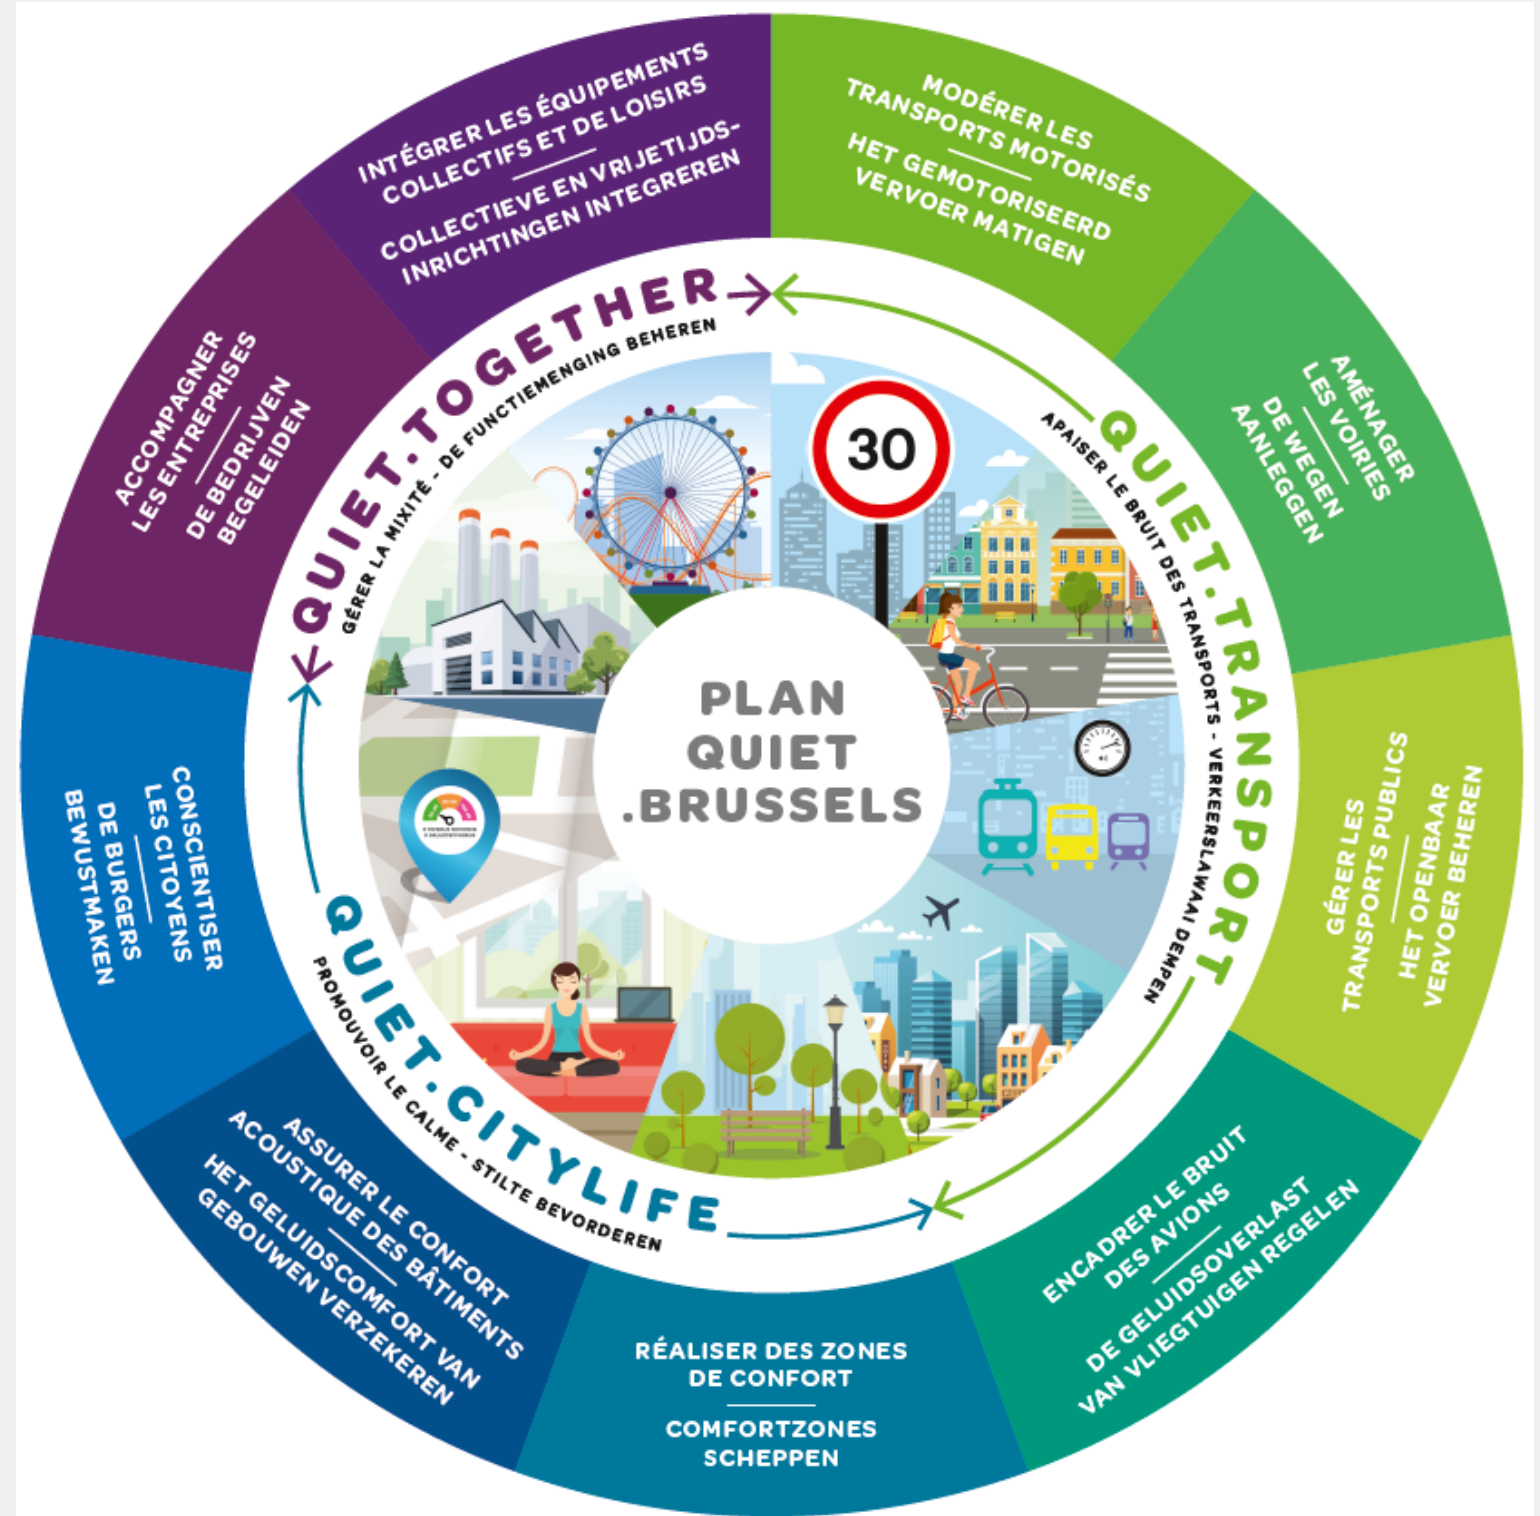 PLAN
QUIET
.BRUSSELS
QUIET.TRANSPORT
APAISER LE BRUIT DES TRANSPORTS - VERKEERSLAWAAI DEMPEN
MODÉRER LES
TRANSPORTS MOTORISÉS
HET GEMOTORISEERD
VERVOER MATIGEN
30
AMÉNAGER
LES VOIRIES
DE WEGEN
AANLEGGEN
GÉRER LES
TRANSPORTS PUBLICS
HET OPENBAAR
VERVOER BEHEREN
ENCADRER LE BRUIT
DES AVIONS
DE GELUIDSOVERLAST
VAN VLIEGTUIGEN REGELEN
QUIET.CITYLIFE
PROMOUVOIR LE CALME - STILTE BEVORDEREN
RÉALISER DES ZONES
DE CONFORT
COMFORTZONES
SCHEPPEN
ASSURER LE CONFORT
ACOUSTIQUE DES BÂTIMENTS
HET GELUIDSCOMFORT VAN
GEBOUWEN VERZEKEREN
CONSCIENTISER
LES CITOYENS
DE BURGERS
BEWUSTMAKEN
QUIET.TOGETHER
GÉRER LA MIXITÉ - DE FUNCTIEMENGING BEHEREN
ACCOMPAGNER
LES ENTREPRISES
DE BEDRIJVEN
BEGELEIDEN
INTÉGRER LES ÉQUIPEMENTS
COLLECTIFS ET DE LOISIRS
COLLECTIEVE EN VRIJETIJDS-
INRICHTINGEN INTEGREREN